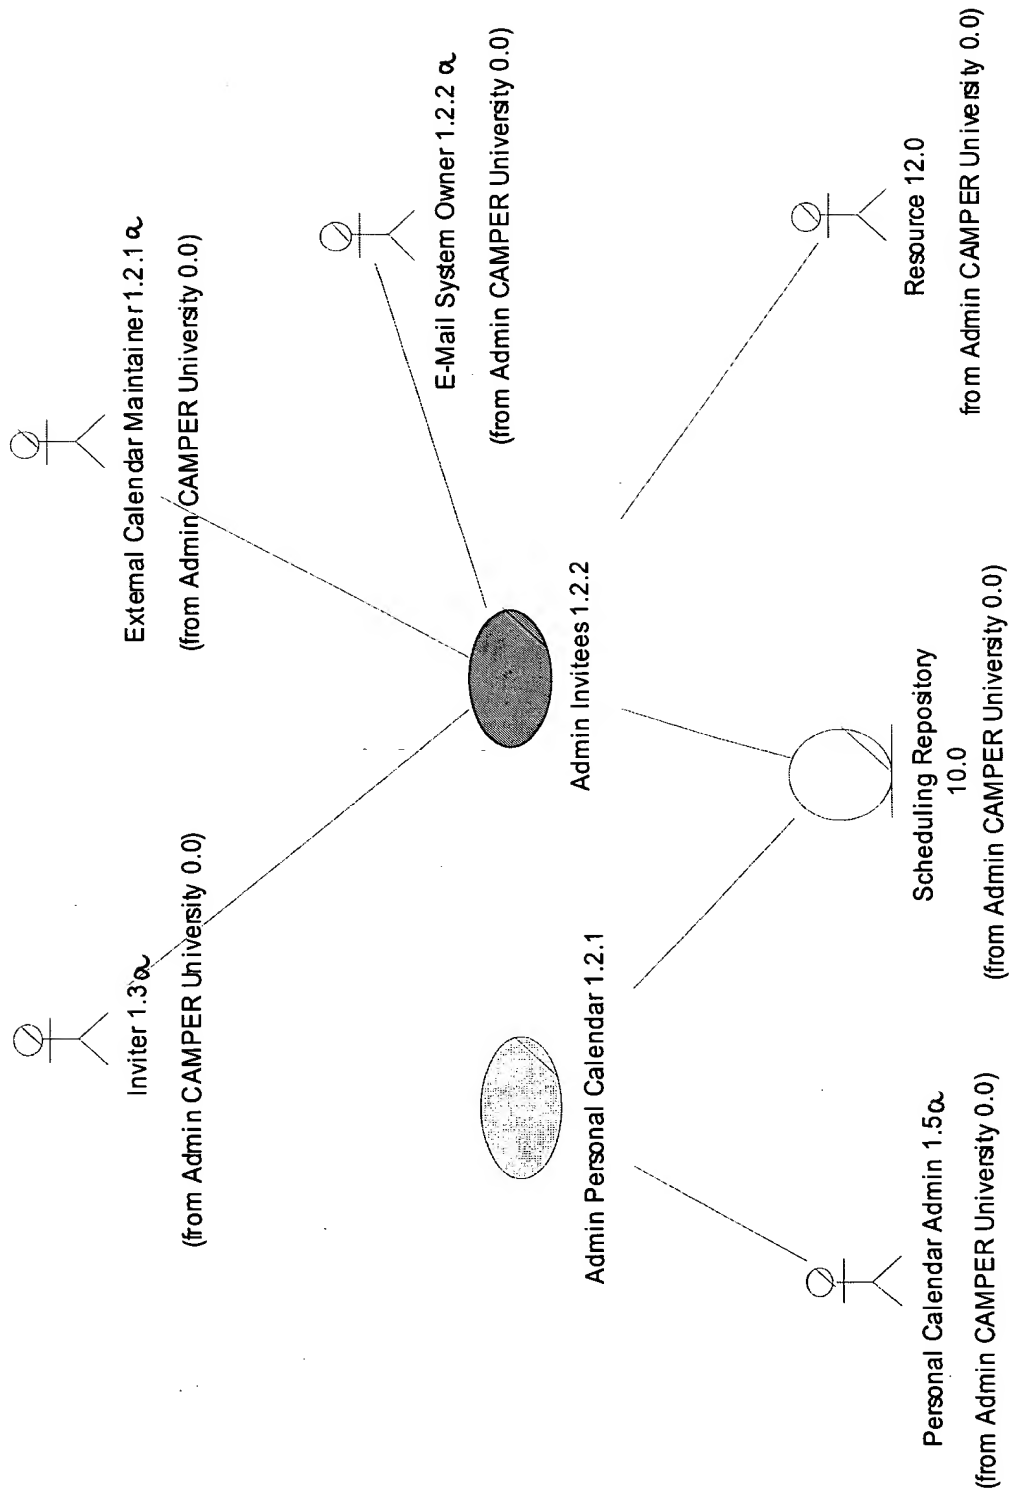 Inviter 1.3a
(from Admin CAMPER University 0.0)
External Calendar Maintainer 1.2.1 a
(from Admin CAMPER University 0.0)
E-Mail System Owner 1.2.2 a
(from Admin CAMPER University 0.0)
Admin Personal Calendar 1.2.1
Admin Invitees 1.2.2
Personal Calendar Admin 1.5a
(from Admin CAMPER University 0.0)
Scheduling Repository
10.0
(from Admin CAMPER University 0.0)
Resource 12.0
from Admin CAMPER University 0.0)